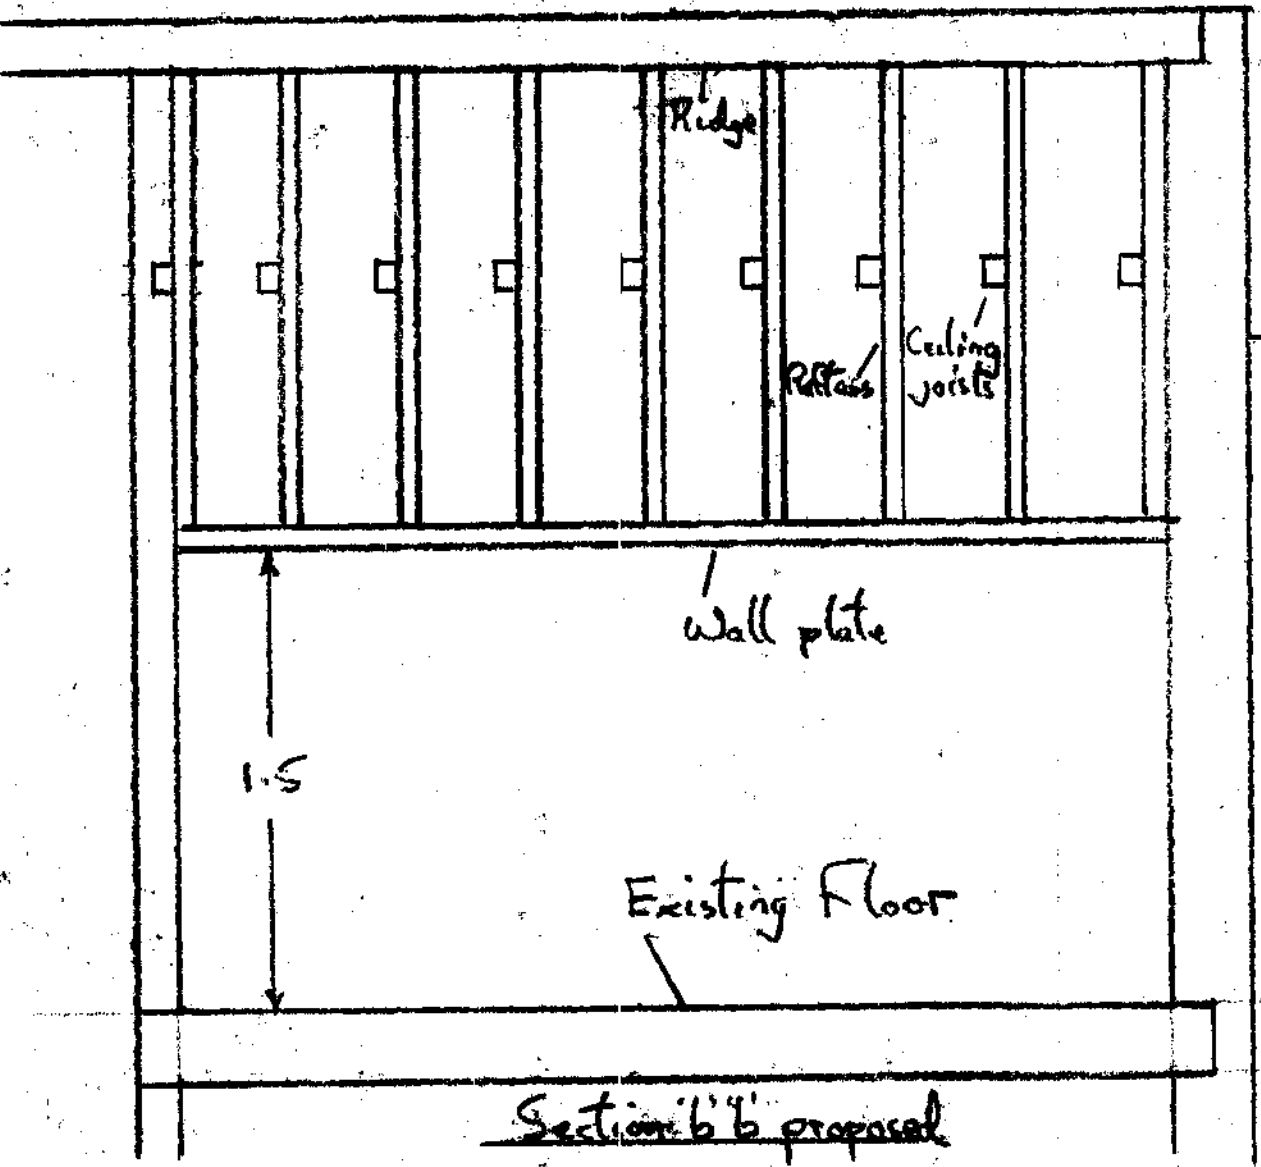 Ridge
Ceiling
joists
Rafters
Wall plate
1.5
Existing Floor
Section 'b' 'b' proposed